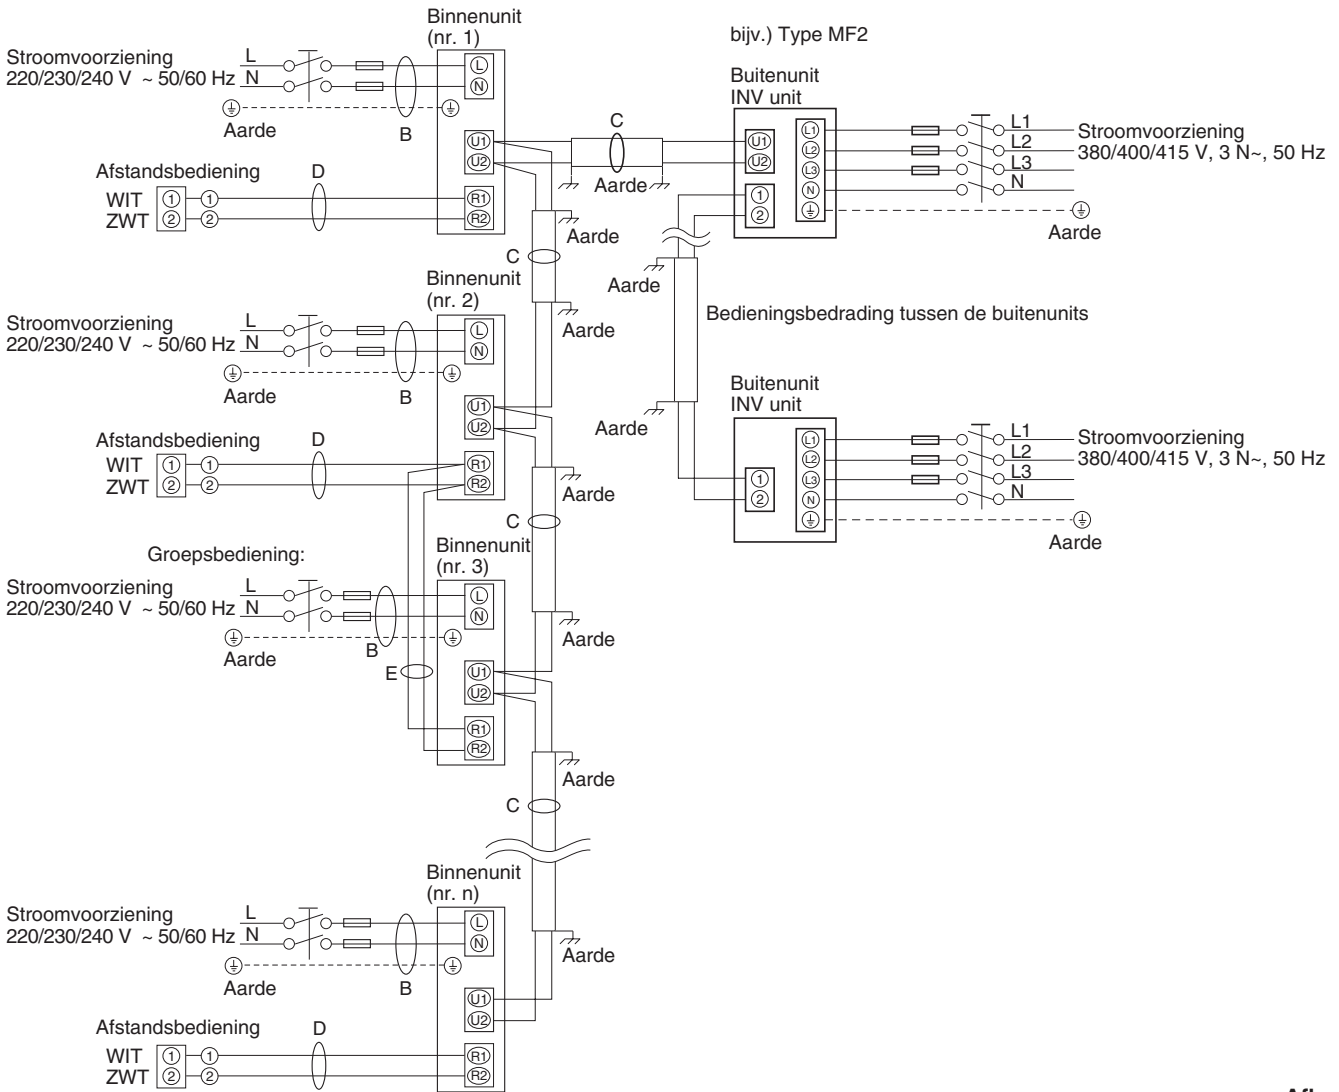 Binnenunit
(nr. 1)
Stroomvoorziening
220/230/240 V ~ 50/60 Hz
L
N
Aarde
B
L
N
U1
U2
R1
R2
Afstandsbediening
D
WIT 1 1
ZWT 2 2
C
Aarde
Aarde
C
Aarde
bijv.) Type MF2
Buitenunit
INV unit
U1
U2
1
2
L1
L2
L3
N
L1
L2
L3
N
Stroomvoorziening
380/400/415 V, 3 N~, 50 Hz
Aarde
Aarde
Bedieningsbedrading tussen de buitenunits
Aarde
Buitenunit
INV unit
1
2
L1
L2
L3
N
L1
L2
L3
N
Stroomvoorziening
380/400/415 V, 3 N~, 50 Hz
Aarde
Binnenunit
(nr. 2)
Stroomvoorziening
220/230/240 V ~ 50/60 Hz
L
N
Aarde
B
L
N
U1
U2
R1
R2
Afstandsbediening
D
WIT 1 1
ZWT 2 2
Aarde
C
Aarde
Groepsbediening:
Binnenunit
(nr. 3)
Stroomvoorziening
220/230/240 V ~ 50/60 Hz
L
N
Aarde
B
E
L
N
U1
U2
R1
R2
Aarde
C
Aarde
Binnenunit
(nr. n)
Stroomvoorziening
220/230/240 V ~ 50/60 Hz
L
N
Aarde
B
L
N
U1
U2
R1
R2
Afstandsbediening
D
WIT 1 1
ZWT 2 2